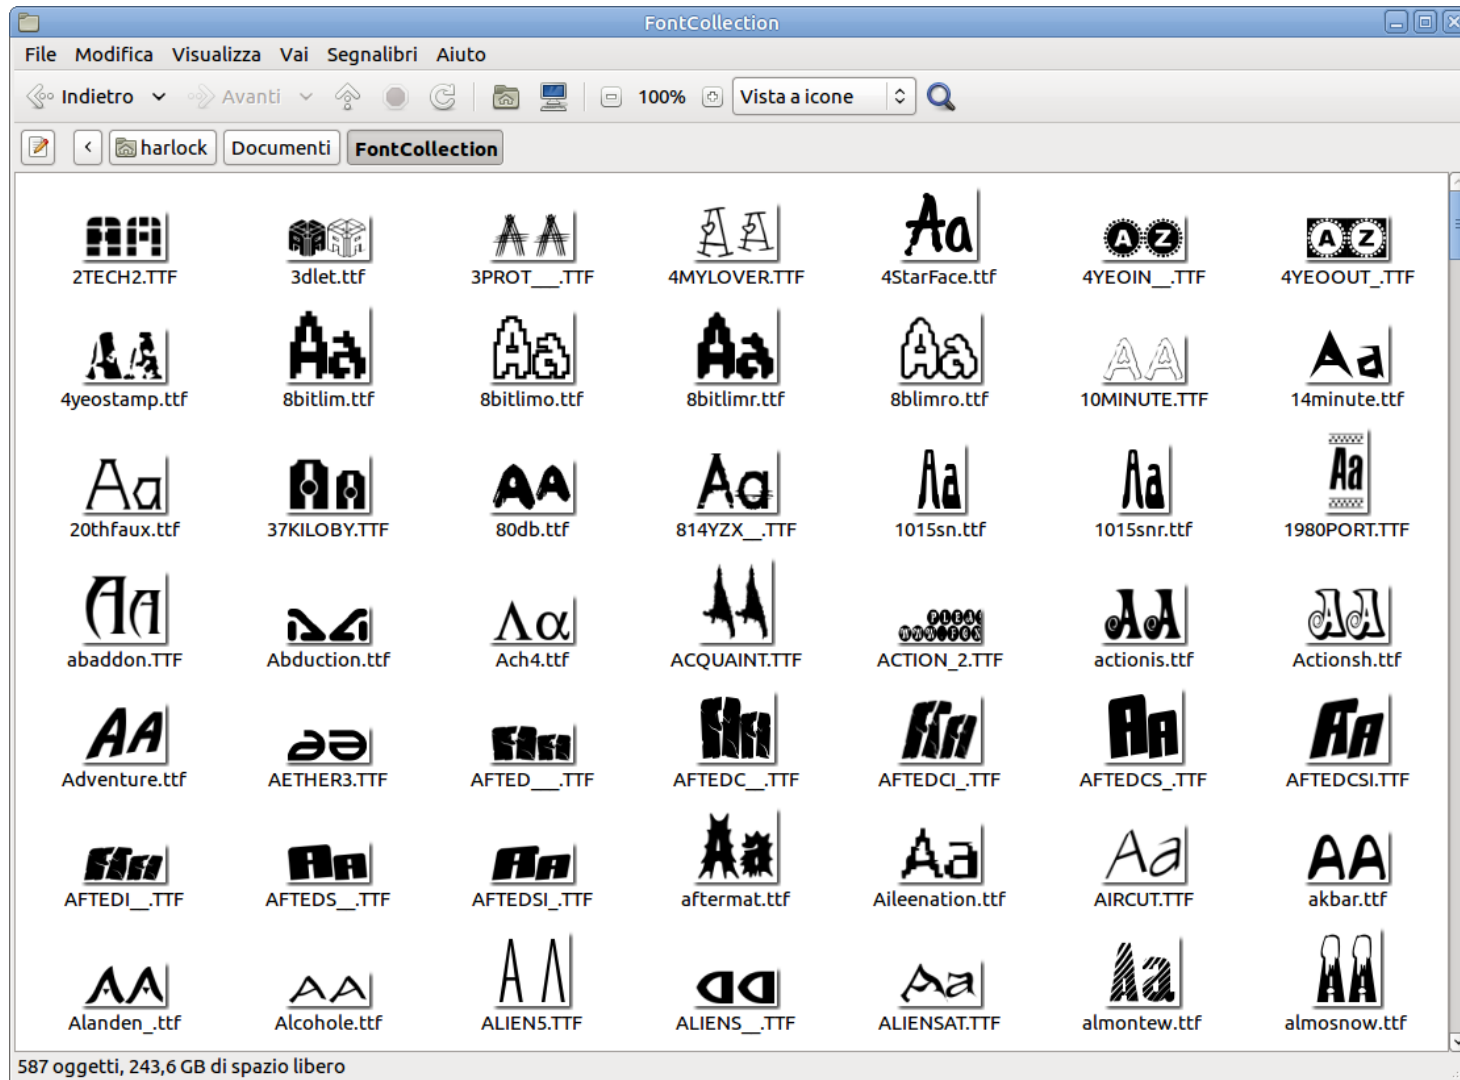 FontCollection
File Modifica Visualizza Vai Segnalibri Aiuto
Indietro Avanti 100% Vista a icone
harlock Documenti FontCollection
2TECH2.TTF 3dlet.ttf 3PROT___.TTF 4MYLOVER.TTF 4StarFace.ttf 4YEOIN__.TTF 4YEOOUT_.TTF
4yeostamp.ttf 8bitlim.ttf 8bitlimo.ttf 8bitlimr.ttf 8blimro.ttf 10MINUTE.TTF 14minute.ttf
20thfaux.ttf 37KILOBY.TTF 80db.ttf 814YZX__.TTF 1015sn.ttf 1015snr.ttf 1980PORT.TTF
abaddon.TTF Abduction.ttf Ach4.ttf ACQUAINT.TTF ACTION_2.TTF actionis.ttf Actionsh.ttf
Adventure.ttf AETHER3.TTF AFTED___.TTF AFTEDC__.TTF AFTEDCI_.TTF AFTEDCS_.TTF AFTEDCSI.TTF
AFTEDI__.TTF AFTEDS__.TTF AFTEDSI_.TTF aftermat.ttf Aileenation.ttf AIRCUT.TTF akbar.ttf
Alanden_.ttf Alcohole.ttf ALIEN5.TTF ALIENS__.TTF ALIENSAT.TTF almontew.ttf almosnow.ttf
587 oggetti, 243,6 GB di spazio libero